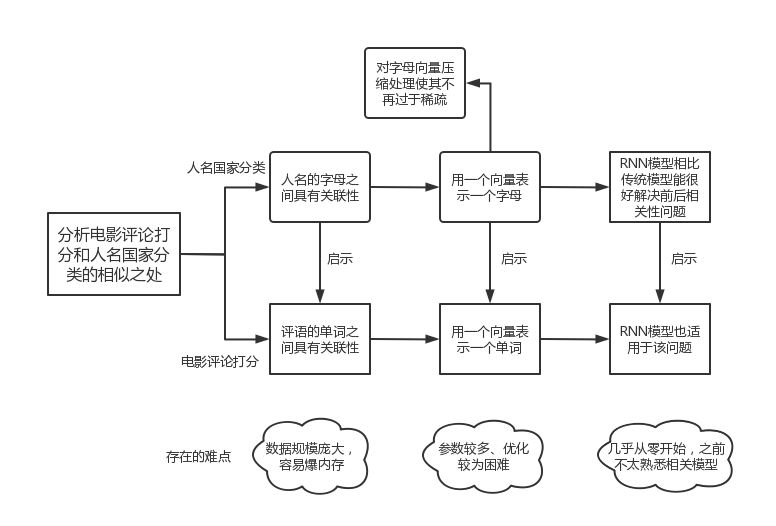 对字母向量压
缩处理使其不
再过于稀疏
人名国家分类
人名的字母之
间具有关联性
用一个向量表
示一个字母
RNN模型相比
传统模型能很
好解决前后相
关性问题
分析电影评论打
分和人名国家分
类的相似之处
启示
启示
启示
电影评论打分
评语的单词之
间具有关联性
用一个向量表
示一个单词
RNN模型也适
用于该问题
存在的难点
数据规模庞大，
容易爆内存
参数较多、优化
较为困难
几乎从零开始，之前
不太熟悉相关模型